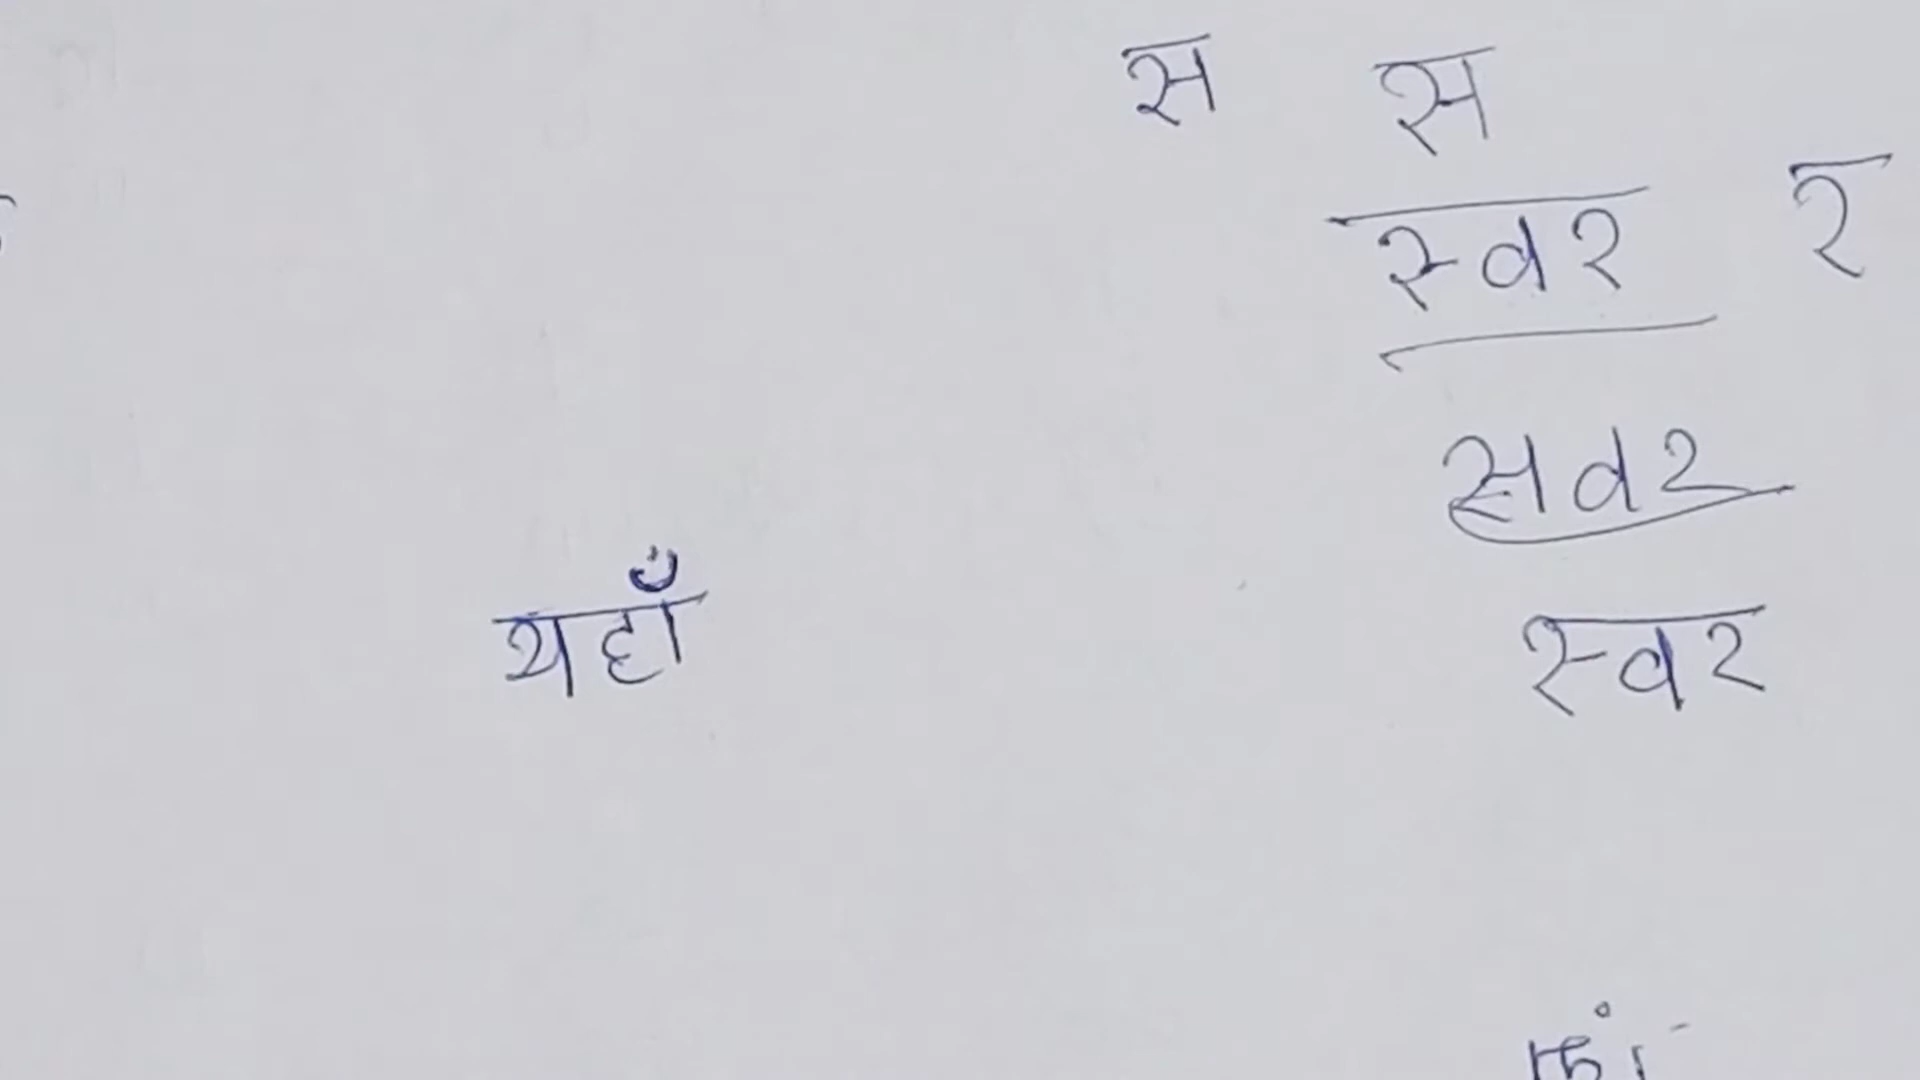 स स
स्वर र
सवर
यहाँ स्वर